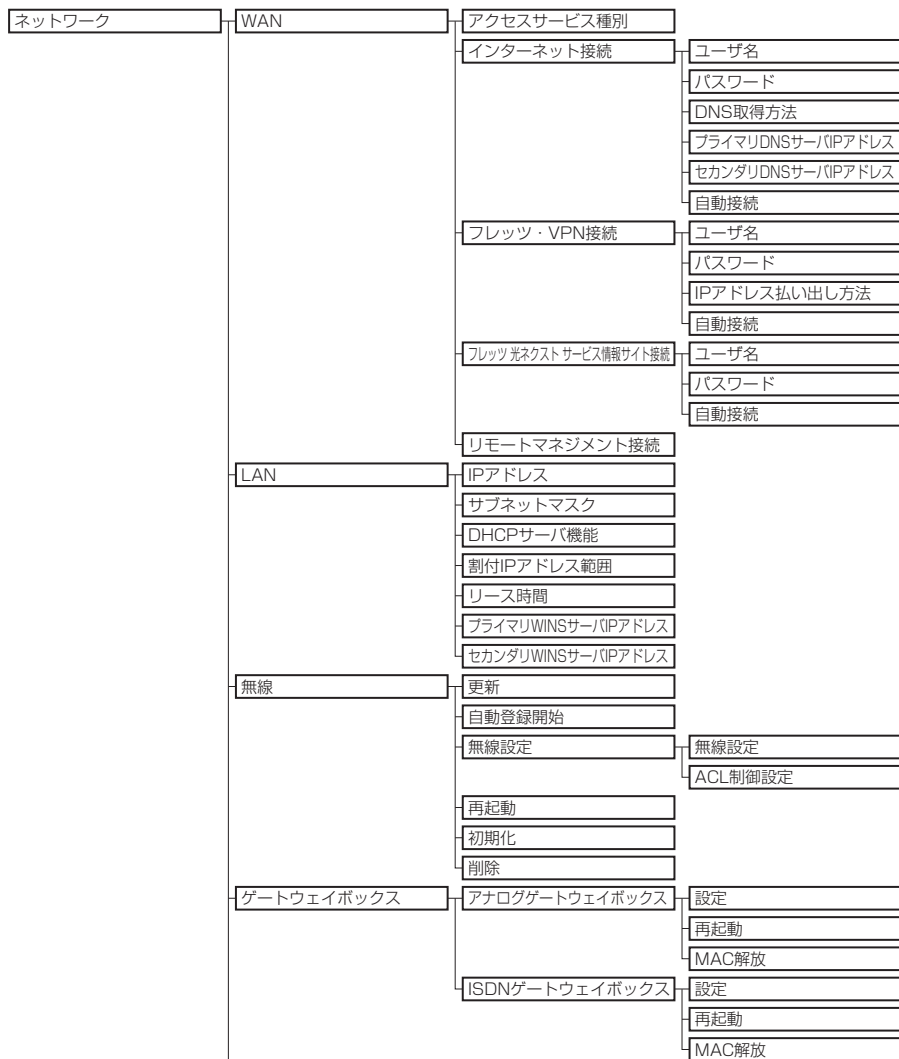 ネットワーク
WAN
アクセスサービス種別
インターネット接続
ユーザ名
パスワード
DNS取得方法
プライマリDNSサーバIPアドレス
セカンダリDNSサーバIPアドレス
自動接続
フレッツ・VPN接続
ユーザ名
パスワード
IPアドレス払い出し方法
自動接続
フレッツ 光ネクスト サービス情報サイト接続
ユーザ名
パスワード
自動接続
リモートマネジメント接続
LAN
IPアドレス
サブネットマスク
DHCPサーバ機能
割付IPアドレス範囲
リース時間
プライマリWINSサーバIPアドレス
セカンダリWINSサーバIPアドレス
無線
更新
自動登録開始
無線設定
無線設定
ACL制御設定
再起動
初期化
削除
ゲートウェイボックス
アナログゲートウェイボックス
設定
再起動
MAC解放
ISDNゲートウェイボックス
設定
再起動
MAC解放